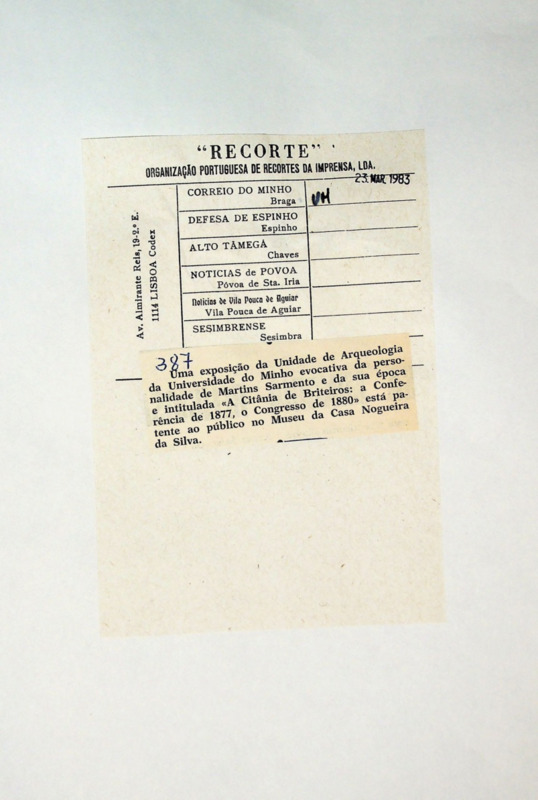 "RECORTE"
ORGANIZAÇÃO PORTUGUESA DE RECORTES DA IMPRENSA, LDA.
23. MAR. 1983
Av. Almirante Reis, 19-2.º E.
1114 LISBOA Codex
CORREIO DO MINHO
Braga
VH
DEFESA DE ESPINHO
Espinho
ALTO TÂMEGA
Chaves
NOTICIAS de POVOA
Póvoa de Sta. Iria
Notícias de Vila Pouca de Aguiar
Vila Pouca de Aguiar
SESIMBRENSE
Sesimbra
387
Uma exposição da Unidade de Arqueologia
da Universidade do Minho evocativa da perso-
nalidade de Martins Sarmento e da sua época
e intitulada «A Citânia de Briteiros: a Confe-
rência de 1877, o Congresso de 1880» está pa-
tente ao público no Museu da Casa Nogueira
da Silva.